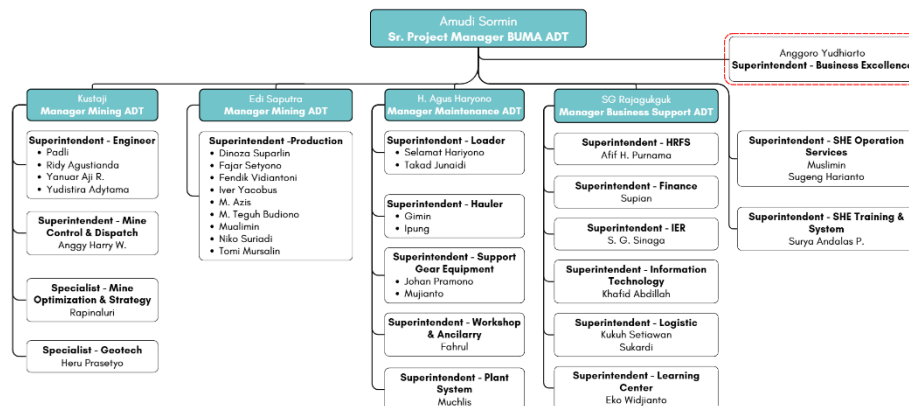 Amudi Sormin
Sr. Project Manager BUMA ADT
Anggoro Yudhiarto
Superintendent - Business Excellence
Kustaji
Manager Mining ADT
Superintendent - Engineer
• Padli
• Ridy Agustianda
• Yanuar Aji R.
• Yudistira Adytama
Superintendent - Mine
Control & Dispatch
Anggy Harry W.
Specialist - Mine
Optimization & Strategy
Rapinaluri
Specialist - Geotech
Heru Prasetyo
Edi Saputra
Manager Mining ADT
Superintendent -Production
• Dinoza Suparlin
• Fajar Setyono
• Fendik Vidiantoni
• Iver Yacobus
• M. Azis
• M. Teguh Budiono
• Mualimin
• Niko Suriadi
• Tomi Mursalin
H. Agus Haryono
Manager Maintenance ADT
Superintendent - Loader
• Selamat Hariyono
• Takad Junaidi
Superintendent - Hauler
• Gimin
• Ipung
Superintendent - Support
Gear Equipment
• Johan Pramono
• Mujianto
Superintendent - Workshop
& Ancilarry
Fahrul
Superintendent - Plant
System
Muchlis
SG Rajagukguk
Manager Business Support ADT
Superintendent - HRFS
Afif H. Purnama
Superintendent - Finance
Supian
Superintendent - IER
S. G. Sinaga
Superintendent - Information
Technology
Khafid Abdillah
Superintendent - Logistic
Kukuh Setiawan
Sukardi
Superintendent - Learning
Center
Eko Widjianto
Superintendent - SHE Operation
Services
Muslimin
Sugeng Harianto
Superintendent - SHE Training &
System
Surya Andalas P.